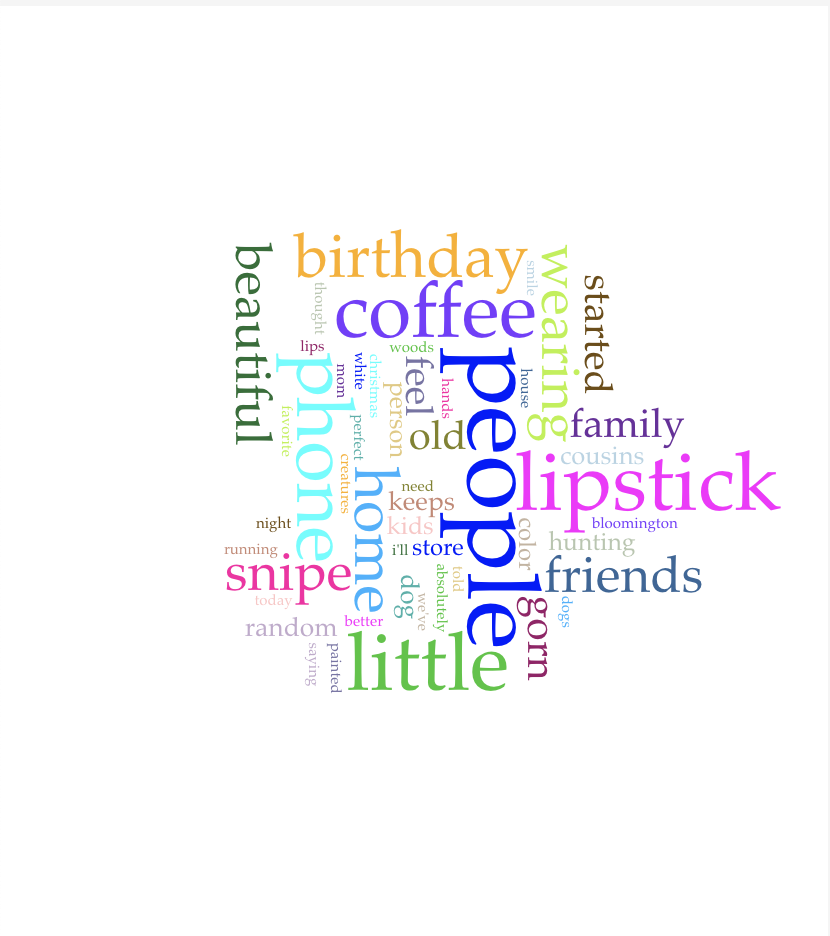 birthday
beautiful
smile
wearing
started
thought
coffee
lips
woods
phone
mom
white
christmas
feel
person
hands
people
house
favorite
perfect
old
family
creatures
home
cousins
lipstick
need
keeps
night
kids
color
bloomington
running
i'll
store
hunting
snipe
dog
absolutely
told
friends
today
we've
gorn
dogs
random
better
saying
painted
little